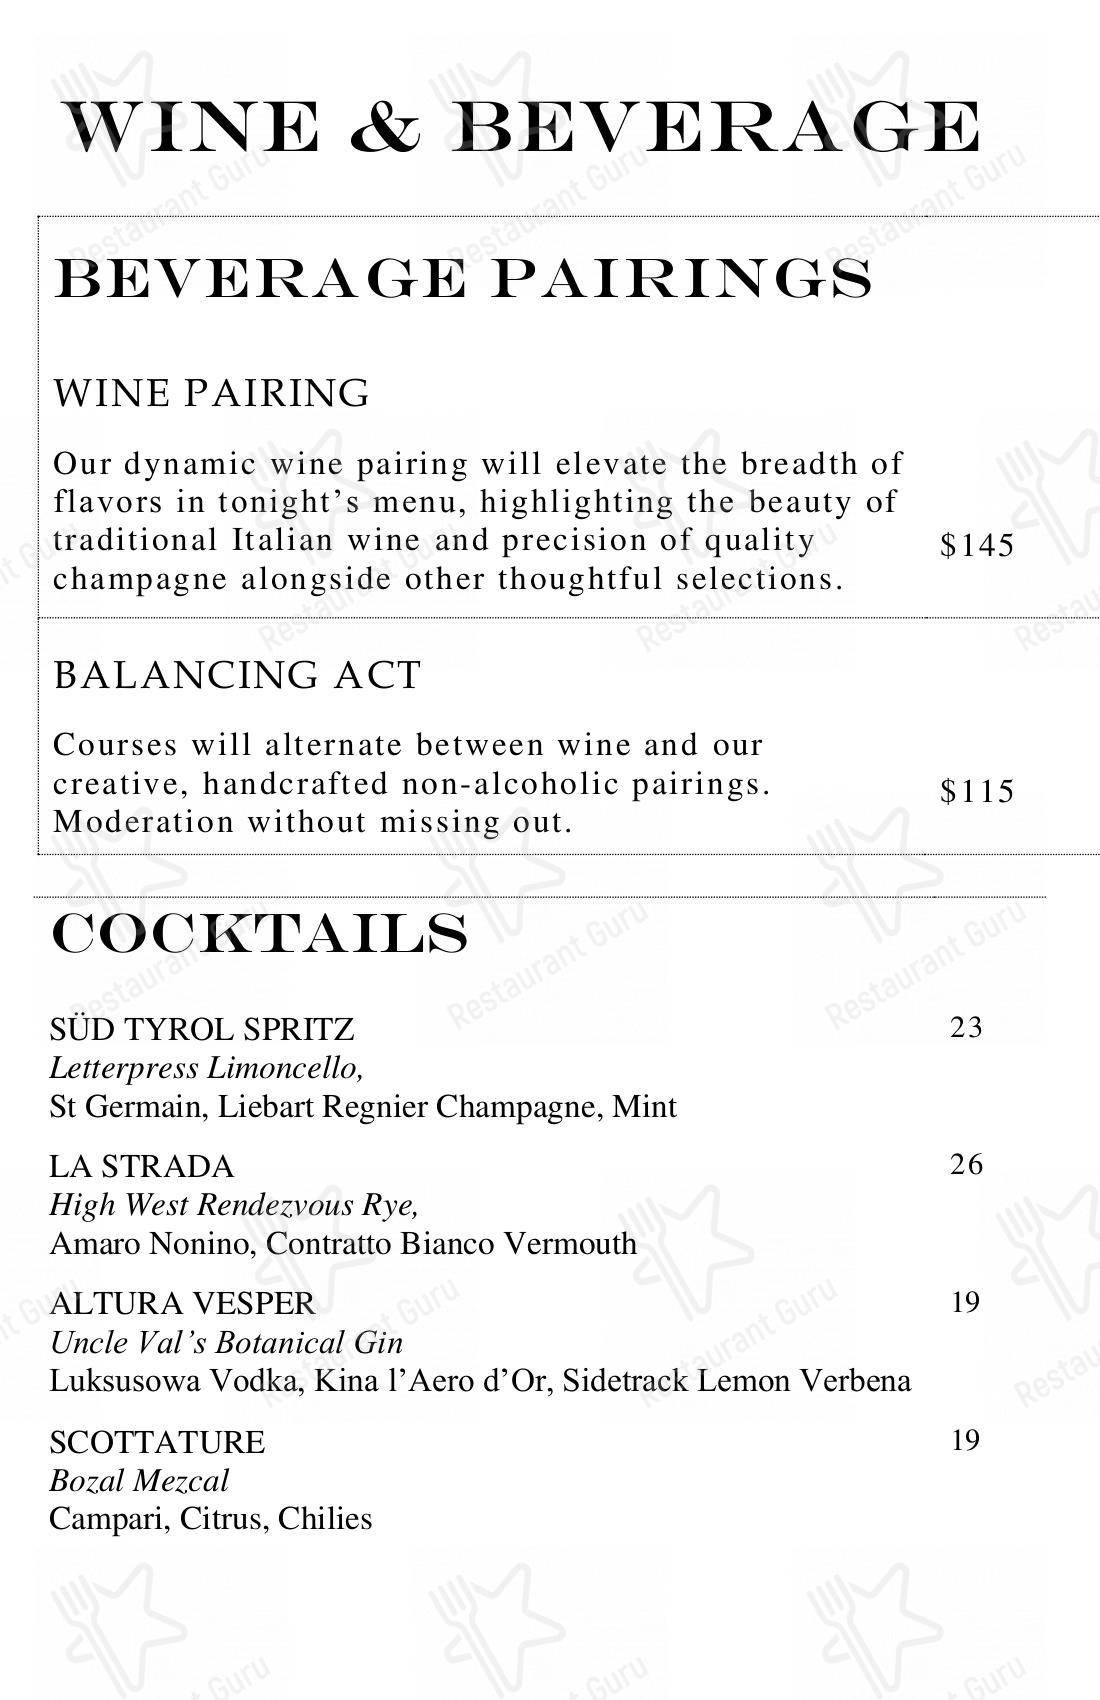 WINE & BEVERAGE
BEVERAGE PAIRINGS
WINE PAIRING
Our dynamic wine pairing will elevate the breadth of
flavors in tonight’s menu, highlighting the beauty of
traditional Italian wine and precision of quality
champagne alongside other thoughtful selections.
$145
BALANCING ACT
Courses will alternate between wine and our
creative, handcrafted non-alcoholic pairings.
Moderation without missing out.
$115
COCKTAILS
SÜD TYROL SPRITZ 23
Letterpress Limoncello,
St Germain, Liebart Regnier Champagne, Mint
LA STRADA 26
High West Rendezvous Rye,
Amaro Nonino, Contratto Bianco Vermouth
ALTURA VESPER 19
Uncle Val’s Botanical Gin
Luksusowa Vodka, Kina l’Aero d’Or, Sidetrack Lemon Verbena
SCOTTATURE 19
Bozal Mezcal
Campari, Citrus, Chilies
Restaurant Guru